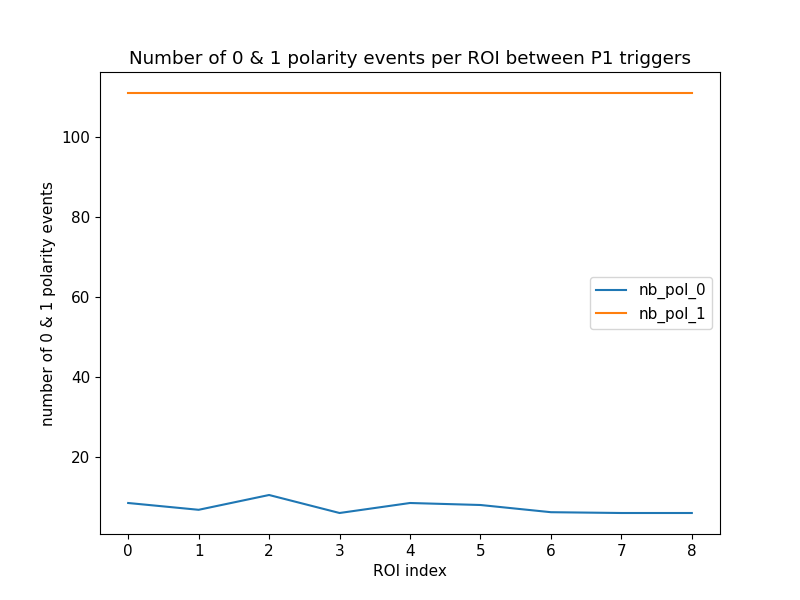 Number of 0 & 1 polarity events per ROI between P1 triggers
number of 0 & 1 polarity events
100
80
60
40
20
nb_pol_0
nb_pol_1
0 1 2 3 4 5 6 7 8
ROI index